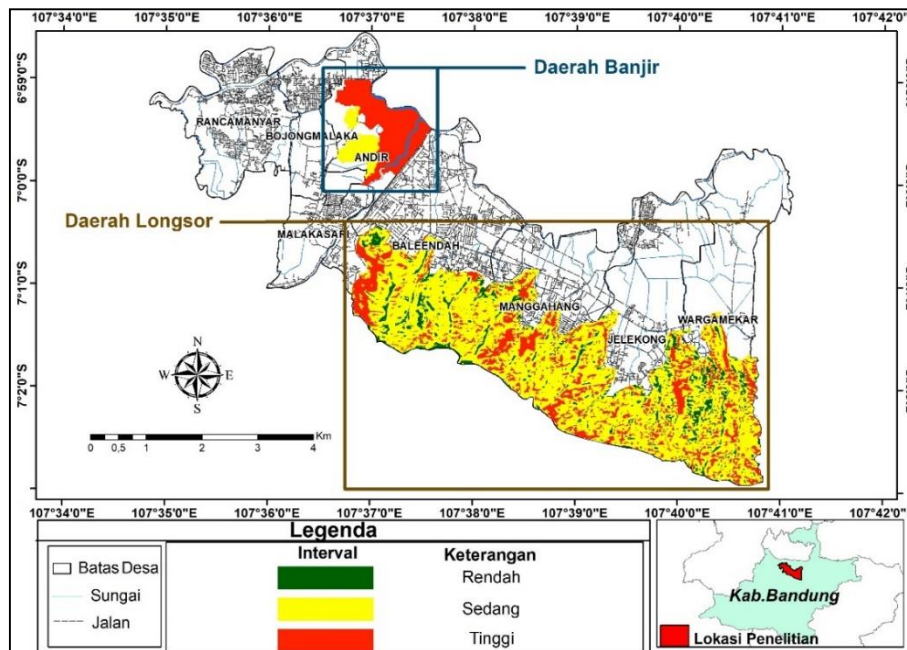 107°34'0"E 107°35'0"E 107°36'0"E 107°37'0"E 107°38'0"E 107°39'0"E 107°40'0"E 107°41'0"E 107°42'0"E
6°59'0"S
Daerah Banjir
RANCAMANYAR
BOJONGMALAKA
ANDIR
7°0'0"S
Daerah Longsor
MALAKASARI
BALEENDAH
7°1'0"S
MANGGAHANG
WARGAMEKAR
JELEKONG
7°2'0"S
N
W E
S
Km
0 0,5 1 2 3 4
107°34'0"E 107°35'0"E 107°36'0"E 107°37'0"E 107°38'0"E 107°39'0"E 107°40'0"E 107°41'0"E 107°42'0"E
Legenda
Interval Keterangan
Batas Desa
Sungai
Jalan
Rendah
Sedang
Tinggi
Kab.Bandung
Lokasi Penelitian